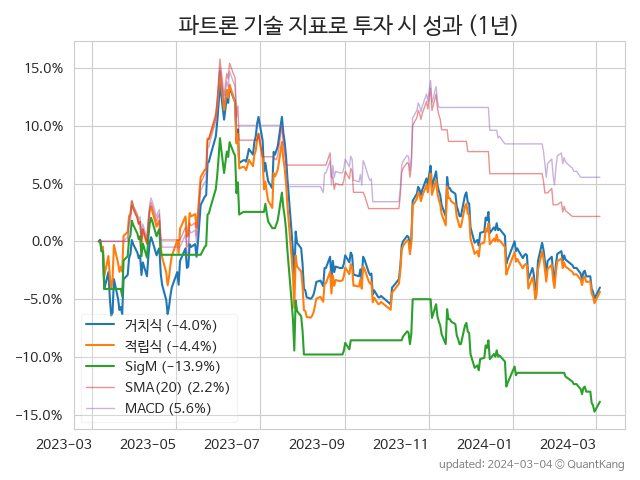 파트론 기술 지표로 투자 시 성과 (1년)
15.0%
10.0%
5.0%
0.0%
−5.0%
−10.0%
−15.0%
거치식 (−4.0%)
적립식 (−4.4%)
SigM (−13.9%)
SMA(20) (2.2%)
MACD (5.6%)
2023-03 2023-05 2023-07 2023-09 2023-11 2024-01 2024-03
updated: 2024-03-04 © QuantKang